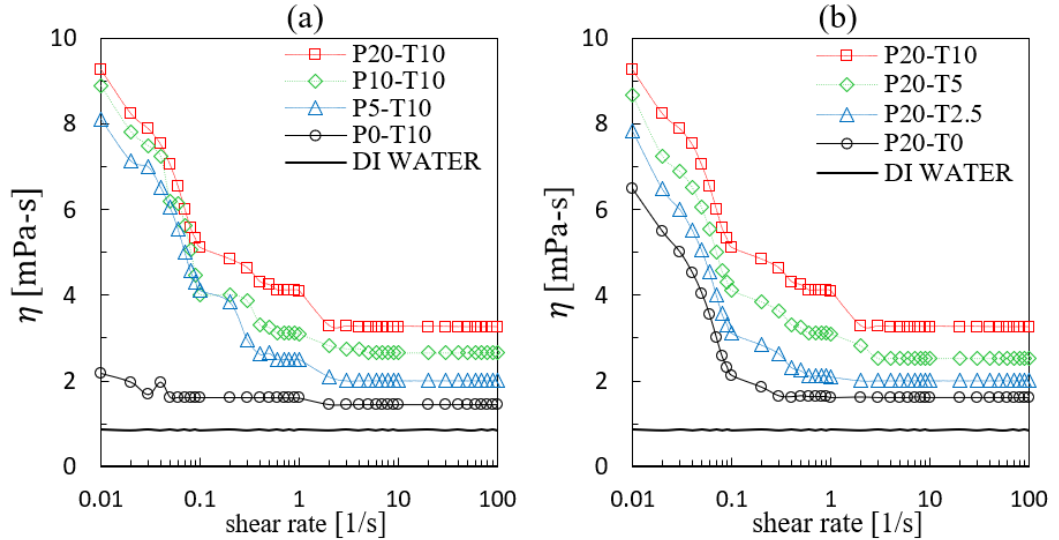 (a)
10
8
6
4
2
0
η [mPa-s]
P20-T10
P10-T10
P5-T10
P0-T10
DI WATER
0.01 0.1 1 10 100
shear rate [1/s]
(b)
10
8
6
4
2
0
η [mPa-s]
P20-T10
P20-T5
P20-T2.5
P20-T0
DI WATER
0.01 0.1 1 10 100
shear rate [1/s]